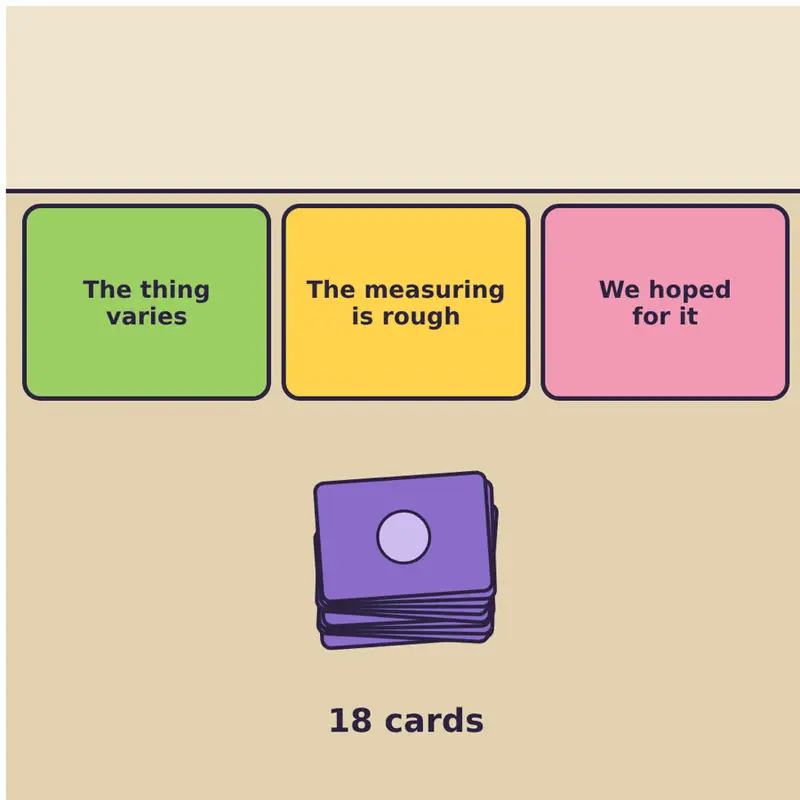 The thing
varies
The measuring
is rough
We hoped
for it
18 cards